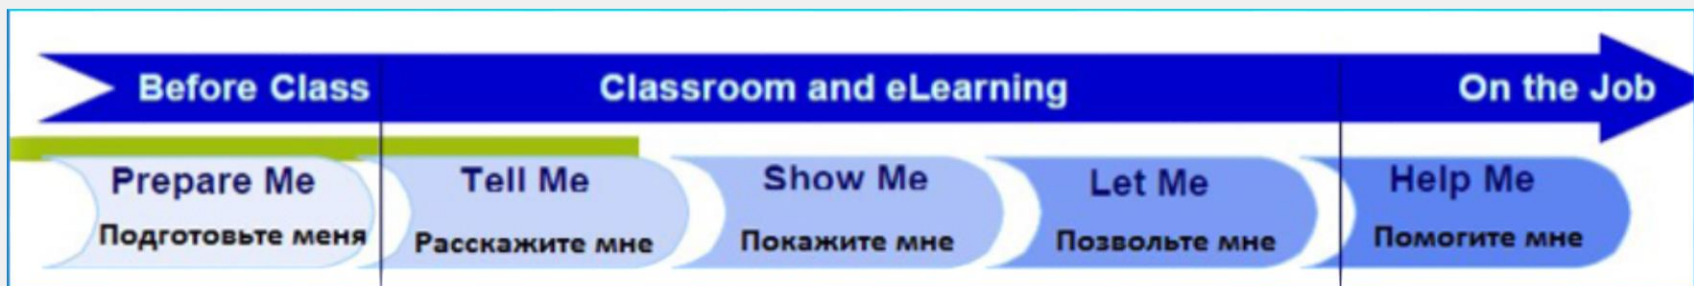 Before Class Classroom and eLearning On the Job
Prepare Me Tell Me Show Me Let Me Help Me
Подготовьте меня Расскажите мне Покажите мне Позвольте мне Помогите мне